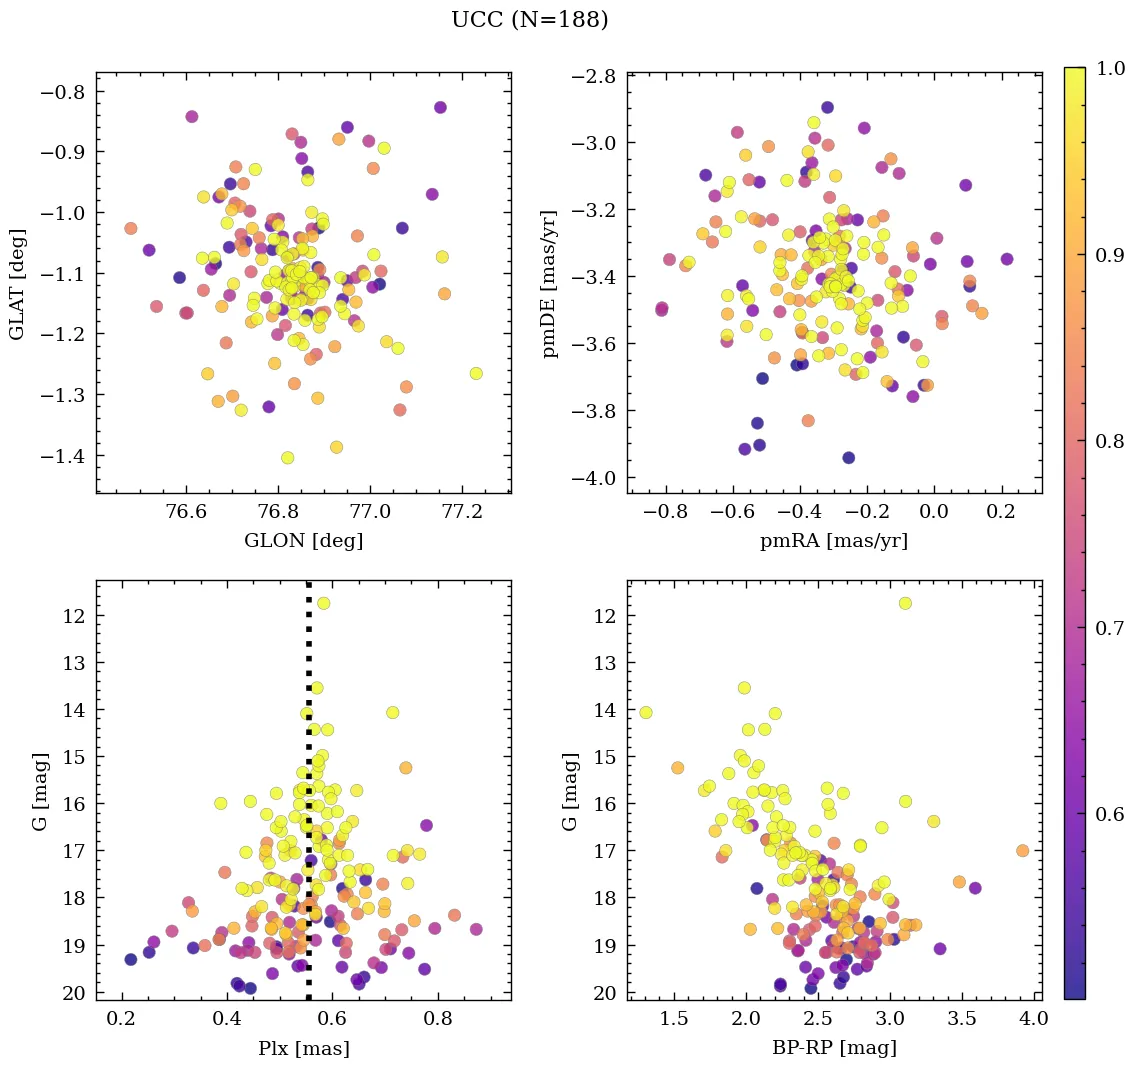 UCC (N=188)
−0.8
−0.9
−1.0
−1.1
−1.2
−1.3
−1.4
GLAT [deg]
76.6 76.8 77.0 77.2
GLON [deg]
−2.8
−3.0
−3.2
−3.4
−3.6
−3.8
−4.0
pmDE [mas/yr]
−0.8 −0.6 −0.4 −0.2 0.0 0.2
pmRA [mas/yr]
12
13
14
15
16
17
18
19
20
G [mag]
0.2 0.4 0.6 0.8
Plx [mas]
12
13
14
15
16
17
18
19
20
G [mag]
1.5 2.0 2.5 3.0 3.5 4.0
BP-RP [mag]
1.0
0.9
0.8
0.7
0.6